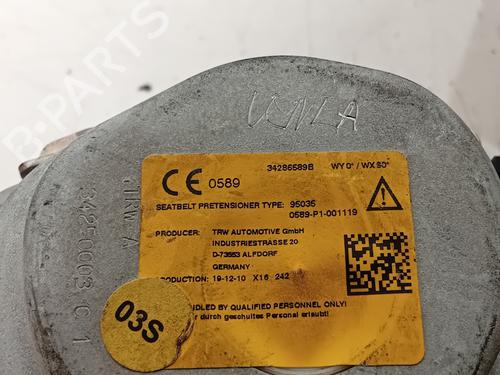 B-PARTS
34286589B WY 0° / WX 90°
CE 0589
SEATBELT PRETENSIONER TYPE: 95035
0589-P1-001119
PRODUCER: TRW AUTOMOTIVE GmbH
INDUSTRIESTRASSE 20
D-73553 ALFDORF
GERMANY
PRODUCTION: 19-12-10 X16 242
HANDLED BY QUALIFIED PERSONNEL ONLY!
durch geschultes Personal erlaubt!
03S
TRW A